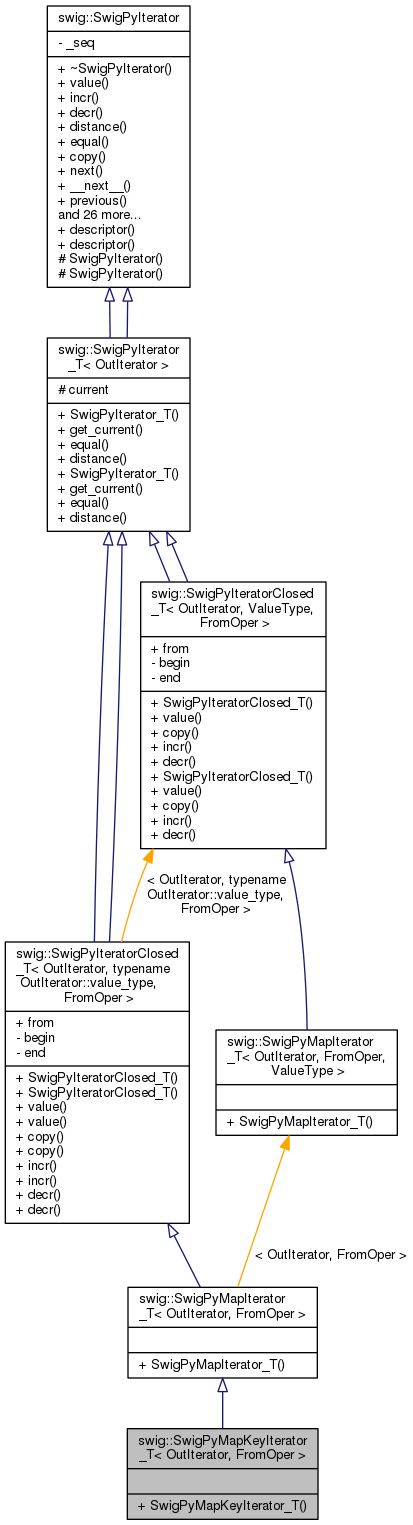 swig::SwigPyIterator
- _seq
+ ~SwigPyIterator()
+ value()
+ incr()
+ decr()
+ distance()
+ equal()
+ copy()
+ next()
+ __next__()
+ previous()
and 26 more...
+ descriptor()
+ descriptor()
# SwigPyIterator()
# SwigPyIterator()
swig::SwigPyIterator
_T< OutIterator >
# current
+ SwigPyIterator_T()
+ get_current()
+ equal()
+ distance()
+ SwigPyIterator_T()
+ get_current()
+ equal()
+ distance()
swig::SwigPyIteratorClosed
_T< OutIterator, ValueType,
FromOper >
+ from
- begin
- end
+ SwigPyIteratorClosed_T()
+ value()
+ copy()
+ incr()
+ decr()
+ SwigPyIteratorClosed_T()
+ value()
+ copy()
+ incr()
+ decr()
< OutIterator, typename
OutIterator::value_type,
FromOper >
swig::SwigPyIteratorClosed
_T< OutIterator, typename
OutIterator::value_type,
FromOper >
+ from
- begin
- end
+ SwigPyIteratorClosed_T()
+ SwigPyIteratorClosed_T()
+ value()
+ value()
+ copy()
+ copy()
+ incr()
+ incr()
+ decr()
+ decr()
swig::SwigPyMapIterator
_T< OutIterator, FromOper,
ValueType >
+ SwigPyMapIterator_T()
< OutIterator, FromOper >
swig::SwigPyMapIterator
_T< OutIterator, FromOper >
+ SwigPyMapIterator_T()
swig::SwigPyMapKeyIterator
_T< OutIterator, FromOper >
+ SwigPyMapKeyIterator_T()